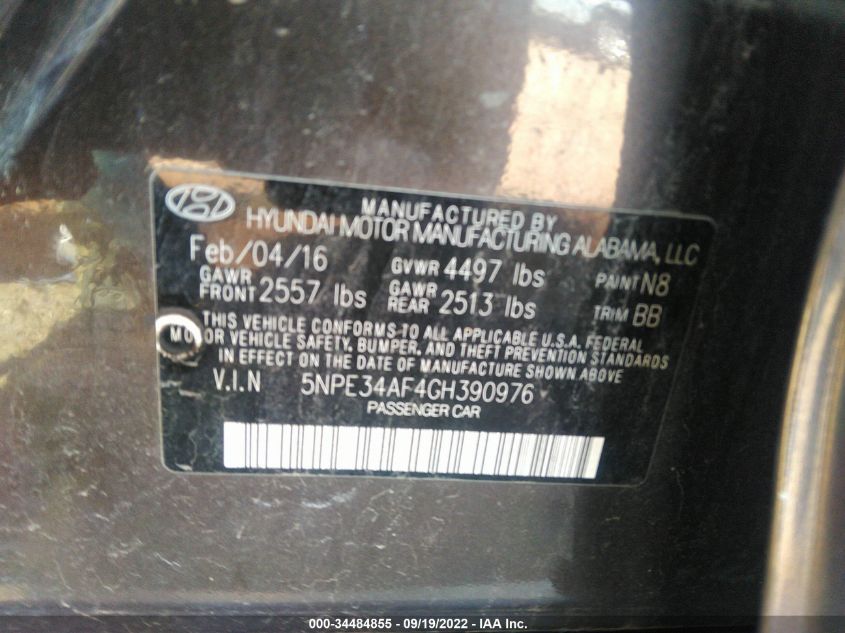 MANUFACTURED BY
HYUNDAI MOTOR MANUFACTURING ALABAMA, LLC
Feb/04/16 GVWR 4497 lbs PAINT N8
GAWR FRONT 2557 lbs GAWR REAR 2513 lbs TRIM BB
THIS VEHICLE CONFORMS TO ALL APPLICABLE U.S.A. FEDERAL
MOTOR VEHICLE SAFETY, BUMPER, AND THEFT PREVENTION STANDARDS
IN EFFECT ON THE DATE OF MANUFACTURE SHOWN ABOVE
V.I.N 5NPE34AF4GH390976
PASSENGER CAR
000-34484855 - 09/19/2022 - IAA Inc.